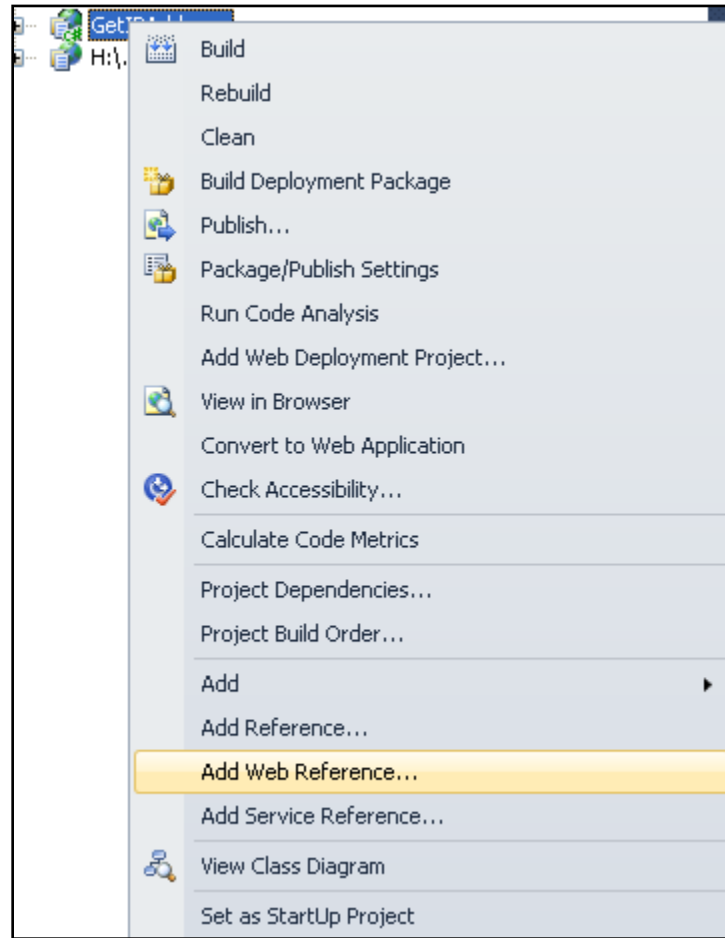 H:\.
Build
Rebuild
Clean
Build Deployment Package
Publish...
Package/Publish Settings
Run Code Analysis
Add Web Deployment Project...
View in Browser
Convert to Web Application
Check Accessibility...
Calculate Code Metrics
Project Dependencies...
Project Build Order...
Add
Add Reference...
Add Web Reference...
Add Service Reference...
View Class Diagram
Set as StartUp Project